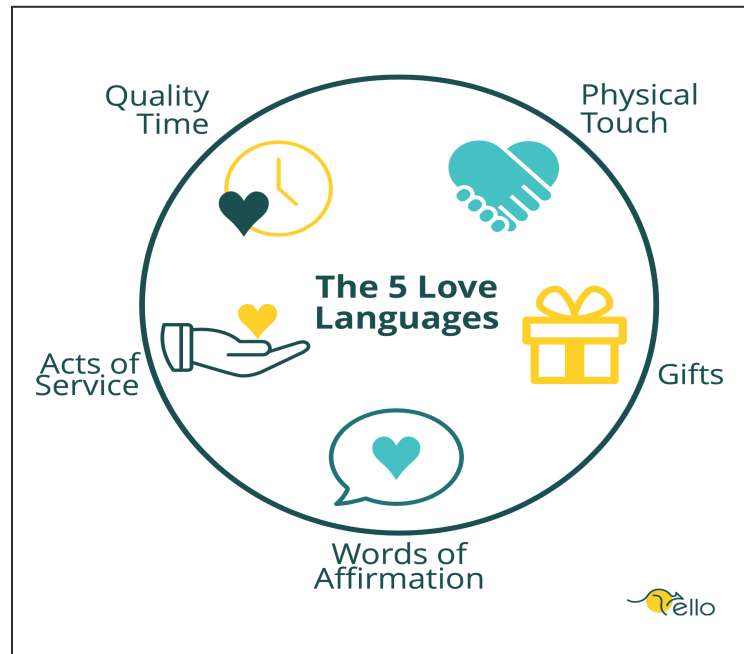 Quality
Time
Physical
Touch
The 5 Love
Languages
Acts of
Service
Gifts
Words of
Affirmation
ello